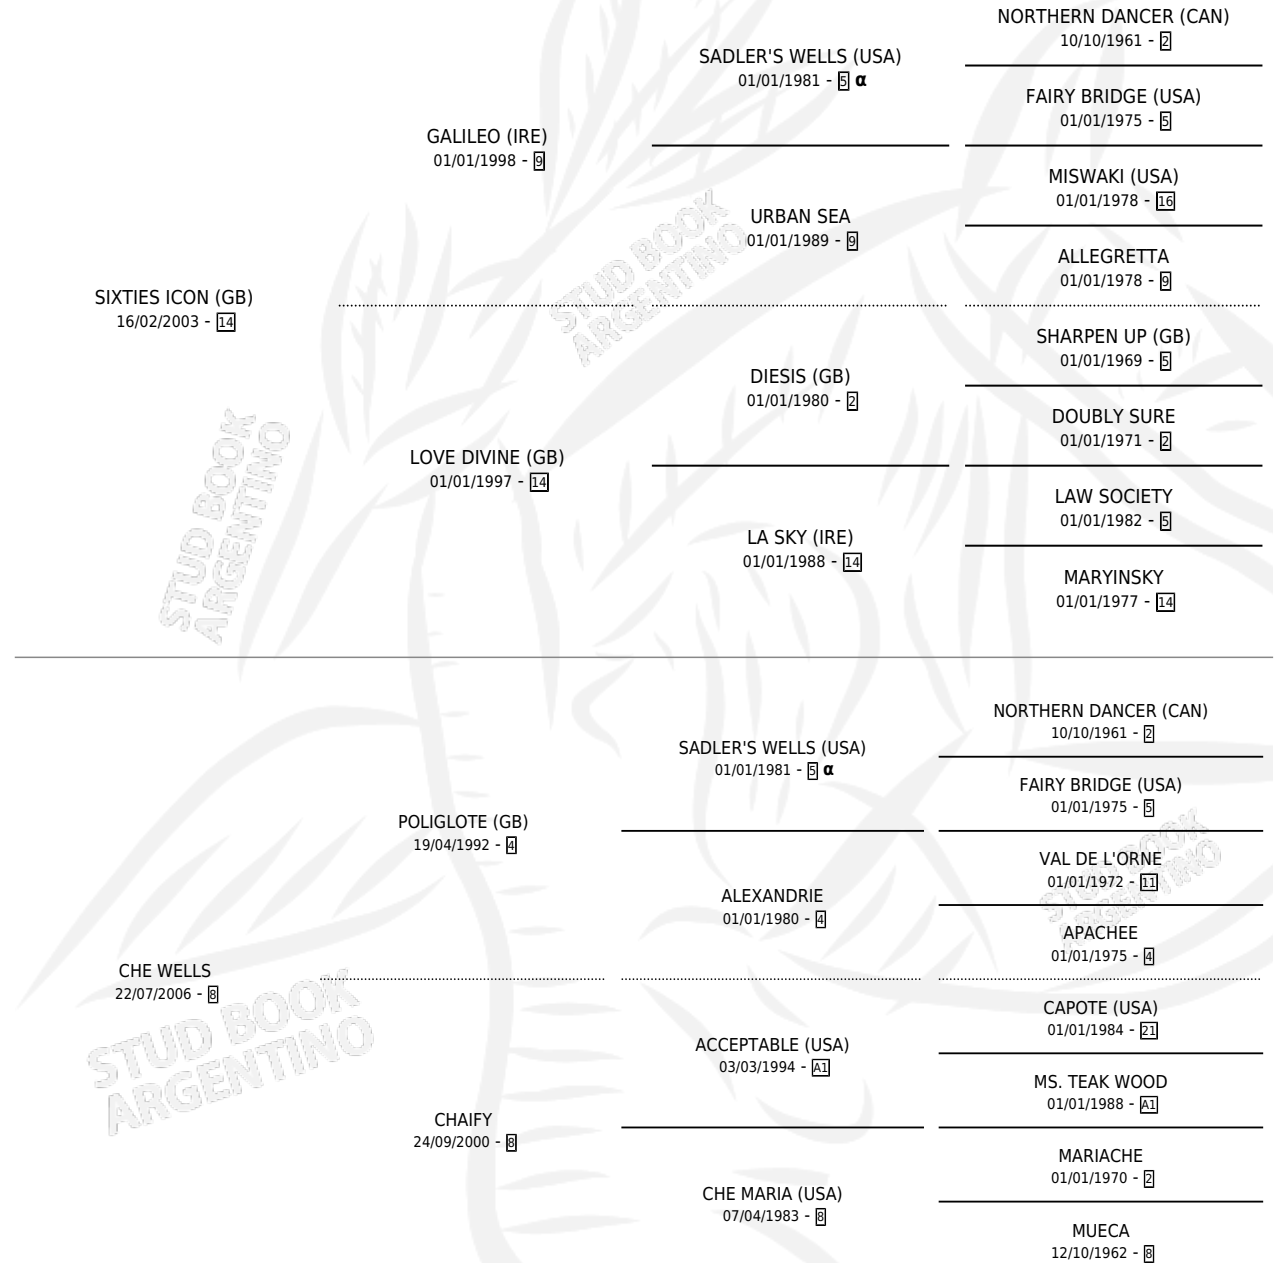 NORTHERN DANCER (CAN)
10/10/1961 - 2
SADLER'S WELLS (USA)
01/01/1981 - 5 α
FAIRY BRIDGE (USA)
01/01/1975 - 5
GALILEO (IRE)
01/01/1998 - 9
MISWAKI (USA)
01/01/1978 - 16
URBAN SEA
01/01/1989 - 9
ALLEGRETTA
01/01/1978 - 9
STUD BOOK
ARGENTINO
SIXTIES ICON (GB)
16/02/2003 - 14
SHARPEN UP (GB)
01/01/1969 - 5
DIESIS (GB)
01/01/1980 - 2
DOUBLY SURE
01/01/1971 - 2
LOVE DIVINE (GB)
01/01/1997 - 14
LAW SOCIETY
01/01/1982 - 5
LA SKY (IRE)
01/01/1988 - 14
MARYINSKY
01/01/1977 - 14
STUD BOOK
ARGENTINO
NORTHERN DANCER (CAN)
10/10/1961 - 2
SADLER'S WELLS (USA)
01/01/1981 - 5 α
FAIRY BRIDGE (USA)
01/01/1975 - 5
POLIGLOTE (GB)
19/04/1992 - 4
VAL DE L'ORNE
01/01/1972 - 11
ALEXANDRIE
01/01/1980 - 4
APACHEE
01/01/1975 - 4
STUD BOOK
ARGENTINO
CHE WELLS
22/07/2006 - 8
CAPOTE (USA)
01/01/1984 - 21
ACCEPTABLE (USA)
03/03/1994 - A1
MS. TEAK WOOD
01/01/1988 - A1
STUD BOOK
ARGENTINO
CHAIFY
24/09/2000 - 8
MARIACHE
01/01/1970 - 2
CHE MARIA (USA)
07/04/1983 - 8
MUECA
12/10/1962 - 8